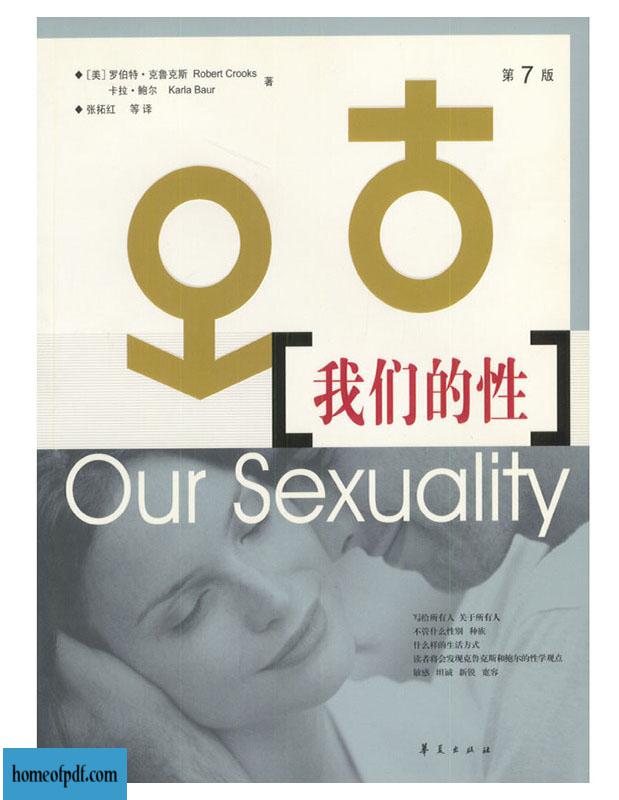 ◆ [美] 罗伯特·克鲁克斯 Robert Crooks
卡拉·鲍尔 Karla Baur
著
◆ 张拓红 等 译
第 7 版
[我们的性]
Our Sexuality
写给所有人 关于所有人
不管什么性别 种族
什么样的生活方式
读者将会发现克鲁克斯和鲍尔的性学观点
敏感 坦诚 新锐 宽容
华夏出版社
homeofpdf.com